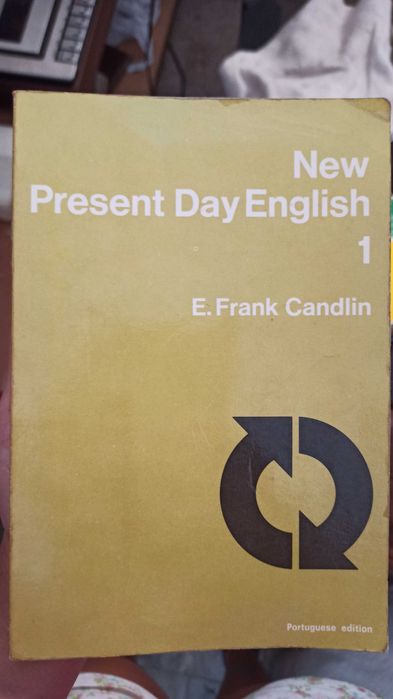 New
Present Day English
1
E. Frank Candlin
Portuguese edition